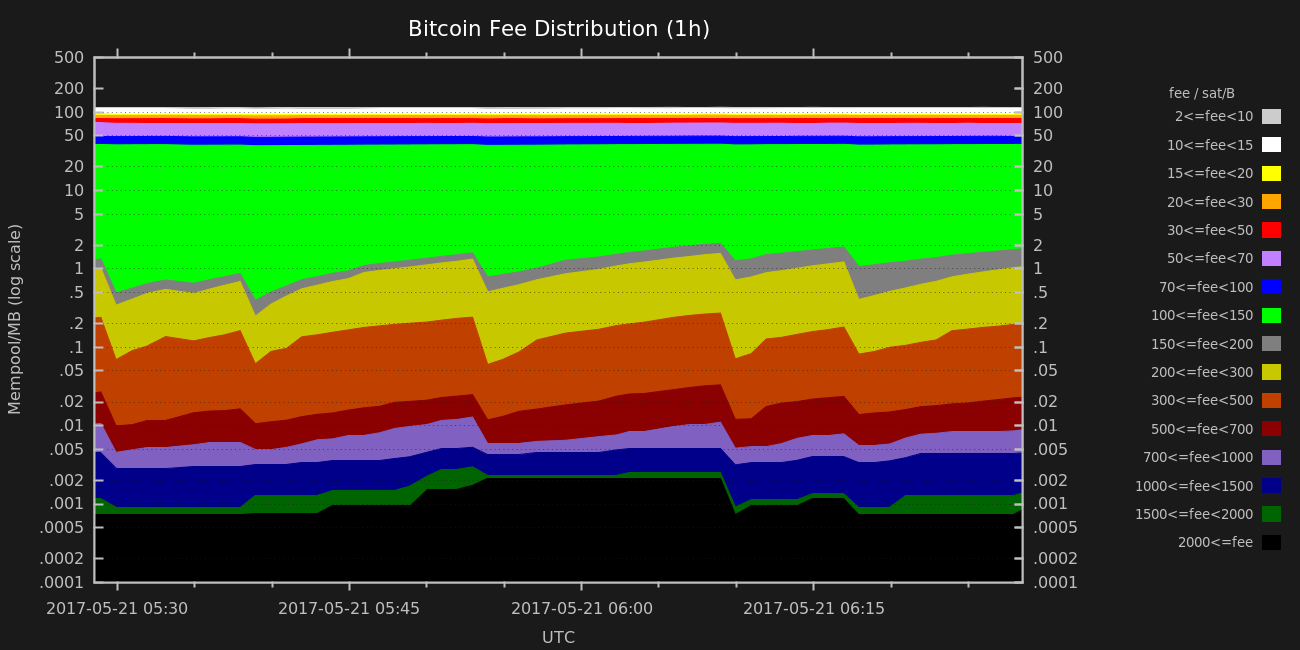 Bitcoin Fee Distribution (1h)
500
200
100
50
20
10
5
2
1
.5
.2
.1
.05
.02
.01
.005
.002
.001
.0005
.0002
.0001
Mempool/MB (log scale)
500
200
100
50
20
10
5
2
1
.5
.2
.1
.05
.02
.01
.005
.002
.001
.0005
.0002
.0001
2017-05-21 05:30 2017-05-21 05:45 2017-05-21 06:00 2017-05-21 06:15
UTC
fee / sat/B
2<=fee<10
10<=fee<15
15<=fee<20
20<=fee<30
30<=fee<50
50<=fee<70
70<=fee<100
100<=fee<150
150<=fee<200
200<=fee<300
300<=fee<500
500<=fee<700
700<=fee<1000
1000<=fee<1500
1500<=fee<2000
2000<=fee